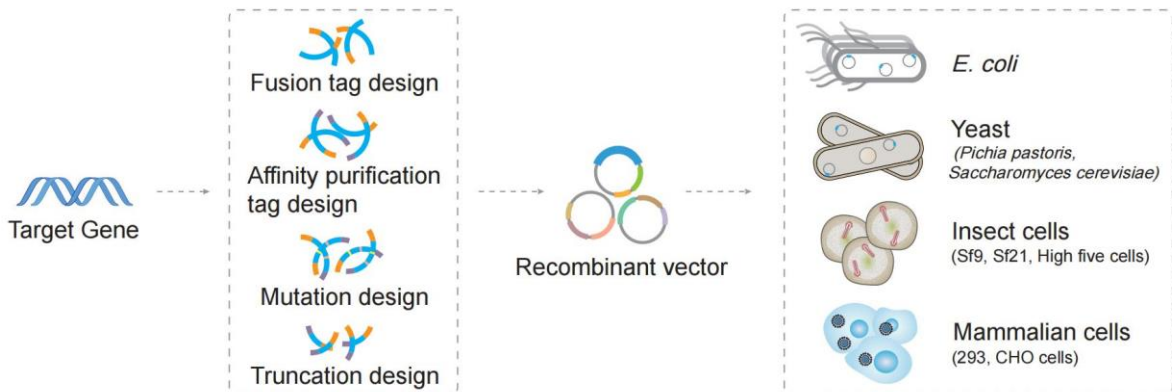 Target Gene
Fusion tag design
Affinity purification
tag design
Mutation design
Truncation design
Recombinant vector
E. coli
Yeast
(Pichia pastoris,
Saccharomyces cerevisiae)
Insect cells
(Sf9, Sf21, High five cells)
Mammalian cells
(293, CHO cells)